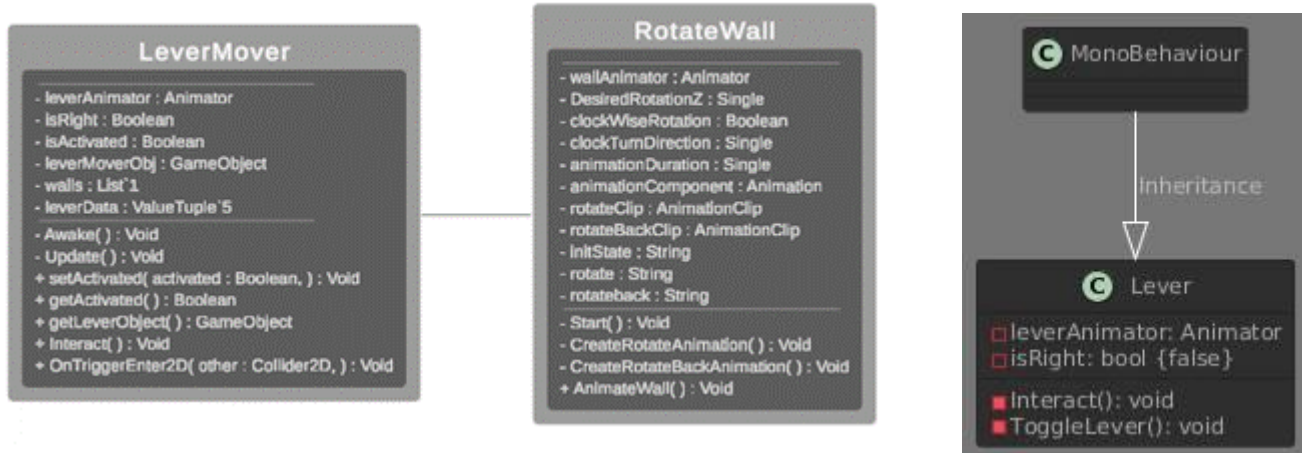 LeverMover
- leverAnimator : Animator
- isRight : Boolean
- isActivated : Boolean
- leverMoverObj : GameObject
- walls : List`1
- leverData : ValueTuple`5
- Awake( ) : Void
- Update( ) : Void
+ setActivated( activated : Boolean, ) : Void
+ getActivated( ) : Boolean
+ getLeverObject( ) : GameObject
+ Interact( ) : Void
+ OnTriggerEnter2D( other : Collider2D, ) : Void
RotateWall
- wallAnimator : Animator
- DesiredRotationZ : Single
- clockWiseRotation : Boolean
- clockTurnDirection : Single
- animationDuration : Single
- animationComponent : Animation
- rotateClip : AnimationClip
- rotateBackClip : AnimationClip
- initState : String
- rotate : String
- rotateback : String
- Start( ) : Void
- CreateRotateAnimation( ) : Void
- CreateRotateBackAnimation( ) : Void
+ AnimateWall( ) : Void
C MonoBehaviour
Inheritance
C Lever
leverAnimator: Animator
isRight: bool {false}
Interact(): void
ToggleLever(): void